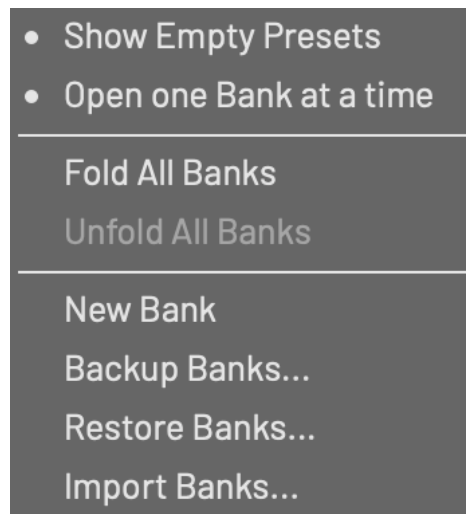 Show Empty Presets
Open one Bank at a time
Fold All Banks
Unfold All Banks
New Bank
Backup Banks...
Restore Banks...
Import Banks...